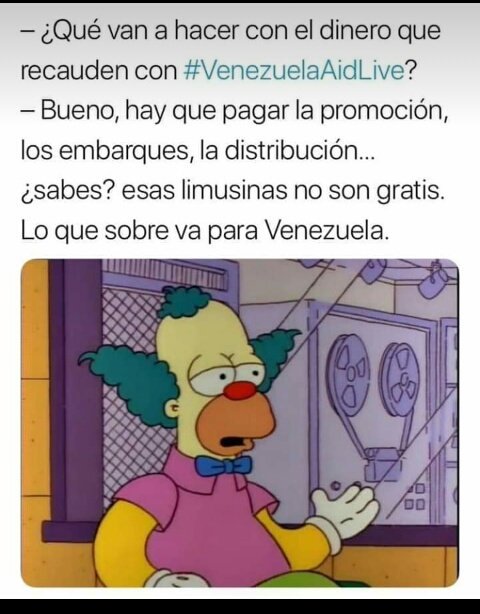 – ¿Qué van a hacer con el dinero que
recauden con #VenezuelaAidLive?
– Bueno, hay que pagar la promoción,
los embarques, la distribución...
¿sabes? esas limusinas no son gratis.
Lo que sobre va para Venezuela.